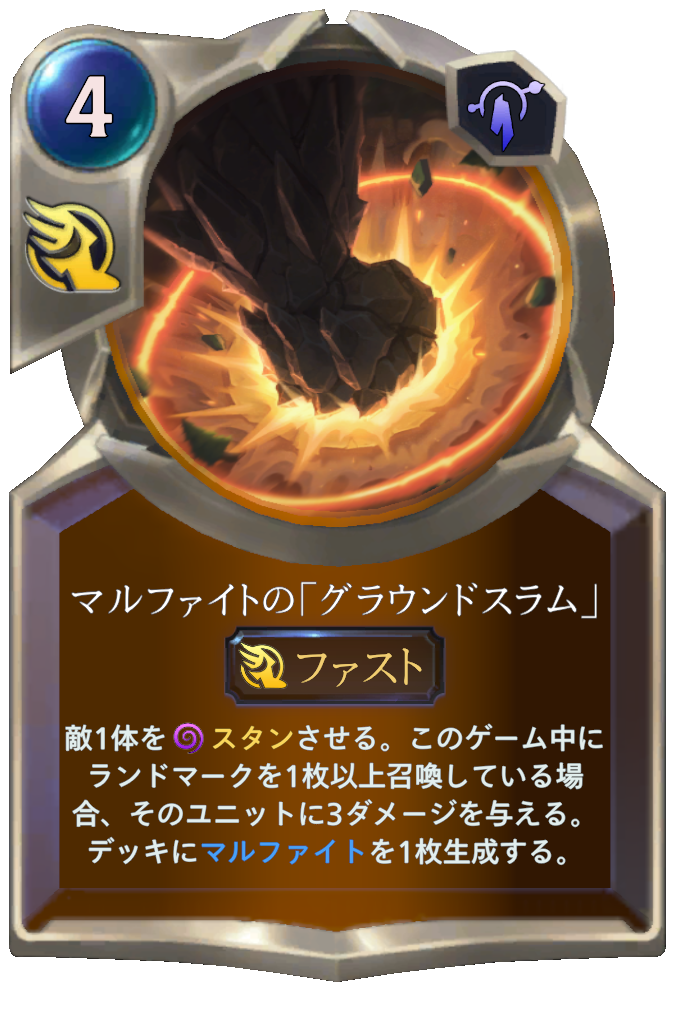 4
マルファイトの「グラウンドスラム」
ファスト
敵1体をスタンさせる。このゲーム中に
ランドマークを1枚以上召喚している場
合、そのユニットに3ダメージを与える。
デッキにマルファイトを1枚生成する。